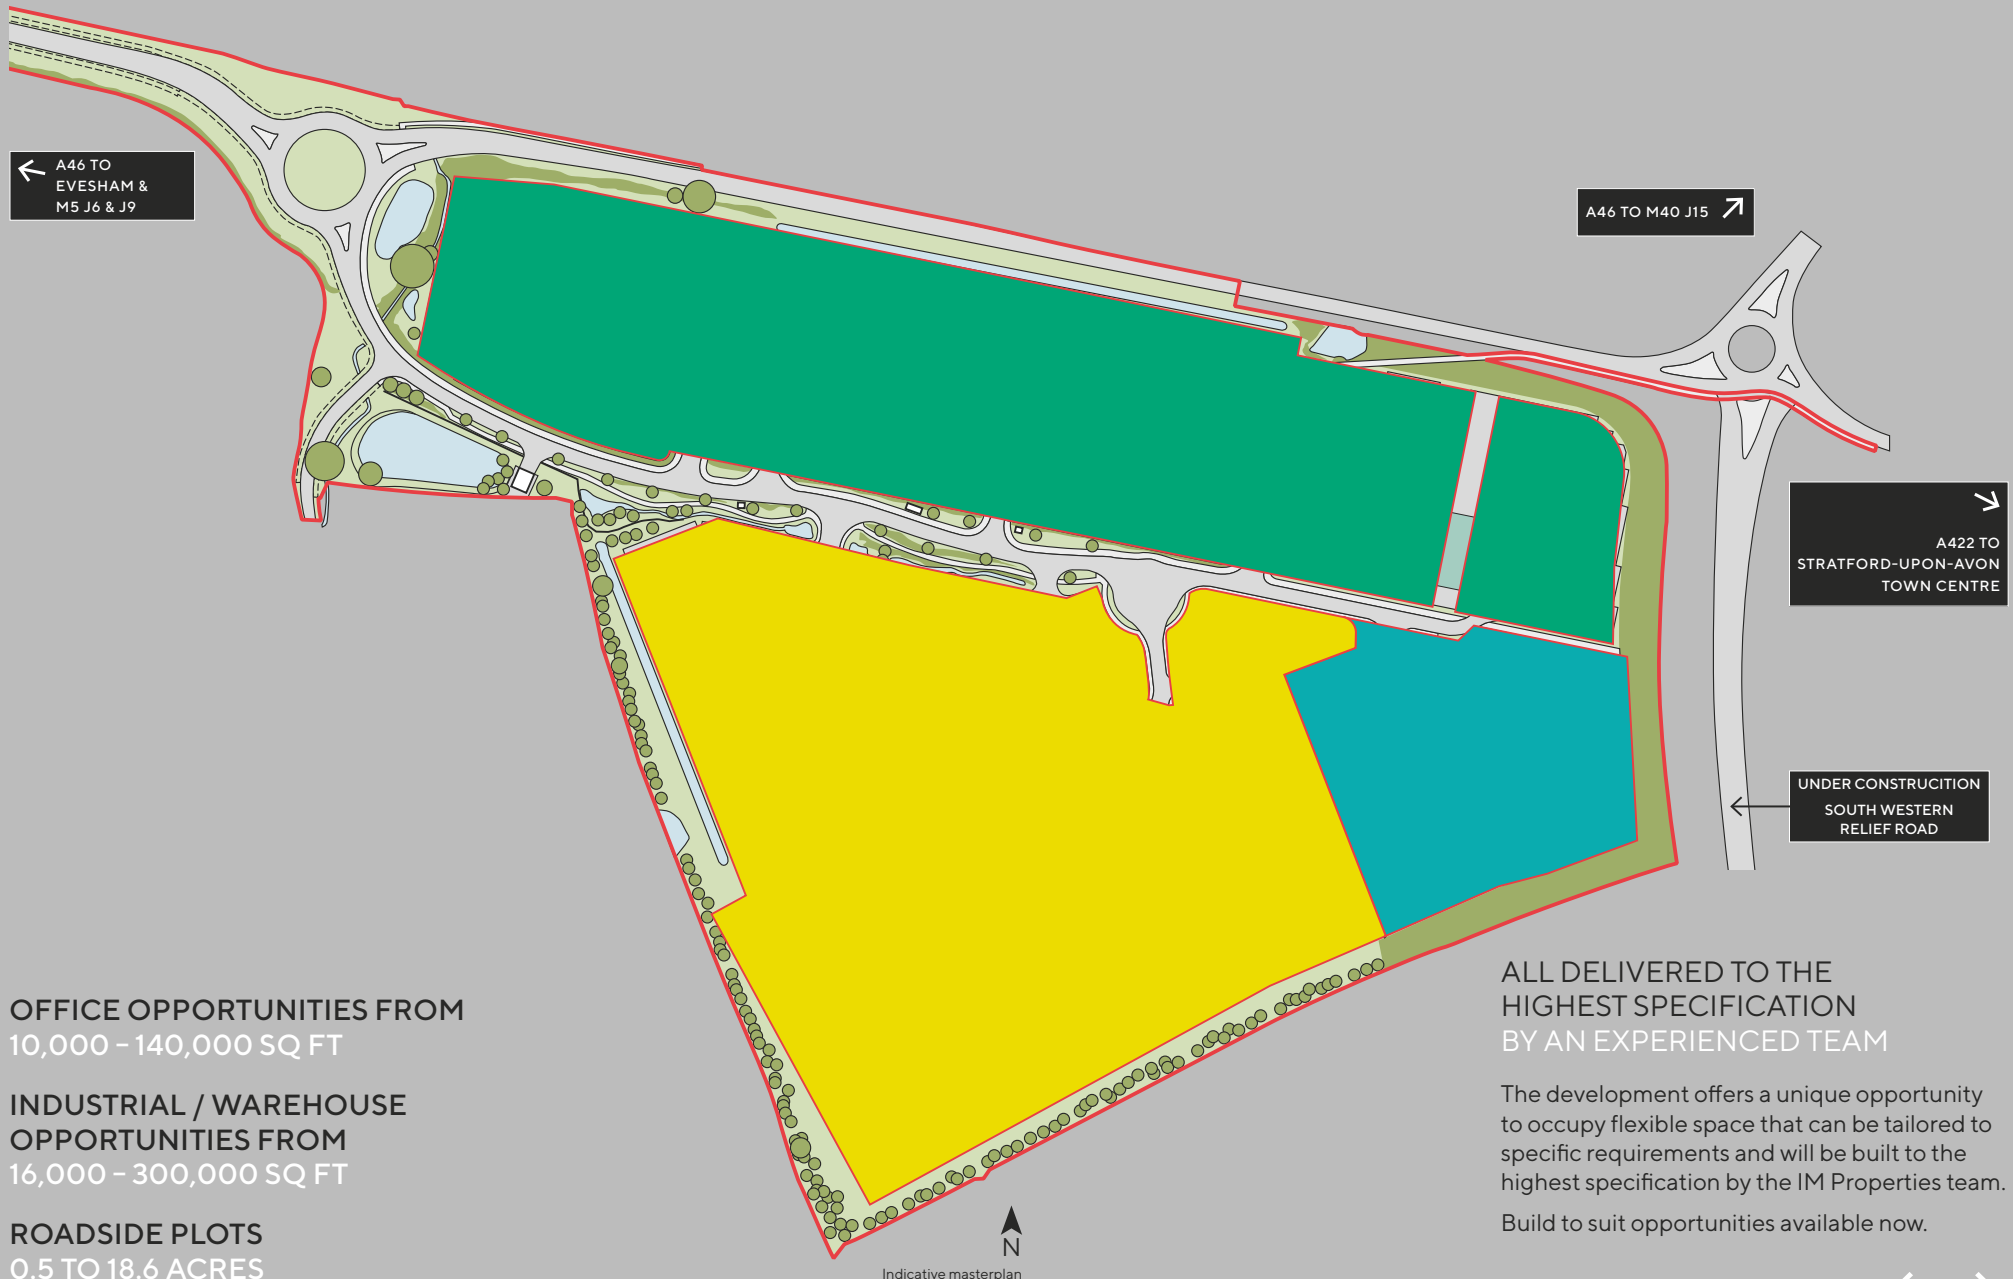 A46 TO
EVESHAM &
M5 J6 & J9
A46 TO M40 J15
A422 TO
STRATFORD-UPON-AVON
TOWN CENTRE
UNDER CONSTRUCITION
SOUTH WESTERN
RELIEF ROAD
OFFICE OPPORTUNITIES FROM
10,000 – 140,000 SQ FT
INDUSTRIAL / WAREHOUSE
OPPORTUNITIES FROM
16,000 – 300,000 SQ FT
ROADSIDE PLOTS
0.5 TO 18.6 ACRES
N
Indicative masterplan
ALL DELIVERED TO THE
HIGHEST SPECIFICATION
BY AN EXPERIENCED TEAM
The development offers a unique opportunity
to occupy flexible space that can be tailored to
specific requirements and will be built to the
highest specification by the IM Properties team.
Build to suit opportunities available now.